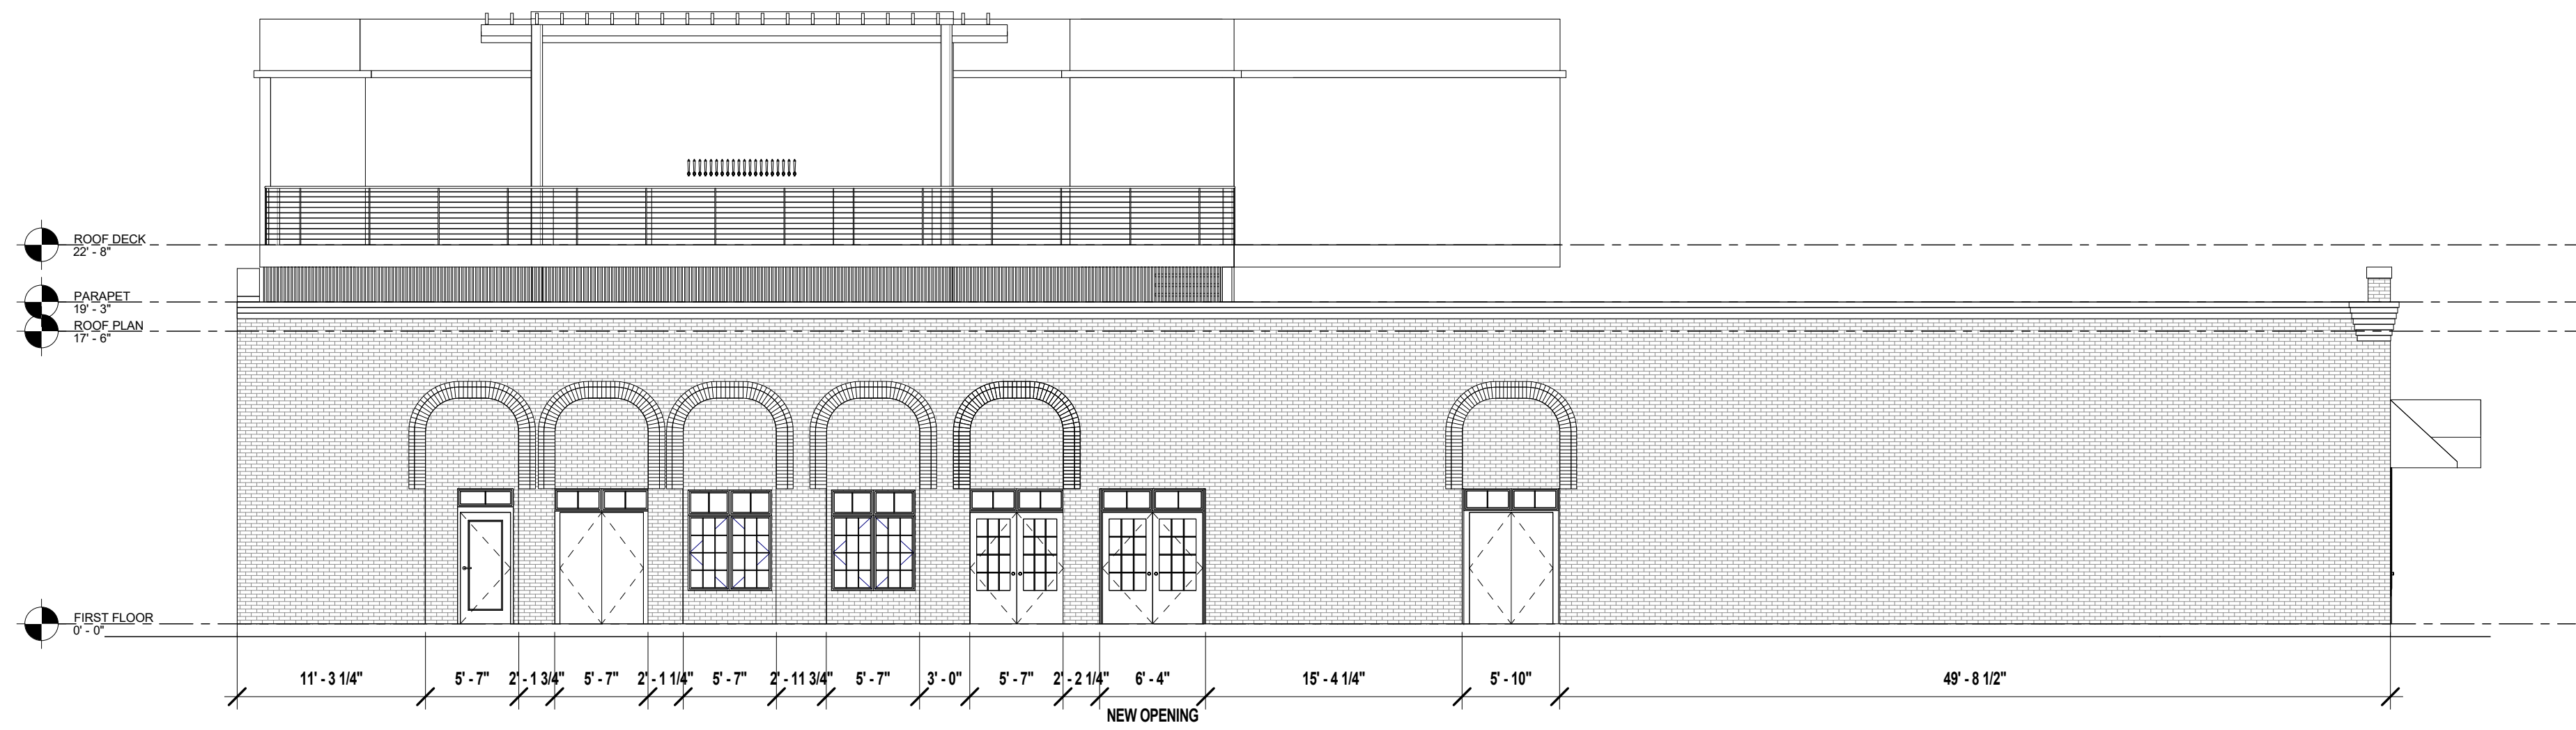 ROOF DECK
22' - 8"
PARAPET
19' - 3"
ROOF PLAN
17' - 6"
FIRST FLOOR
0' - 0"
11' - 3 1/4" 5' - 7" 2' - 1 3/4" 5' - 7" 2' - 1 1/4" 5' - 7" 2' - 11 3/4" 5' - 7" 3' - 0" 5' - 7" 2' - 2 1/4" 6' - 4" 15' - 4 1/4" 5' - 10" 49' - 8 1/2"
NEW OPENING